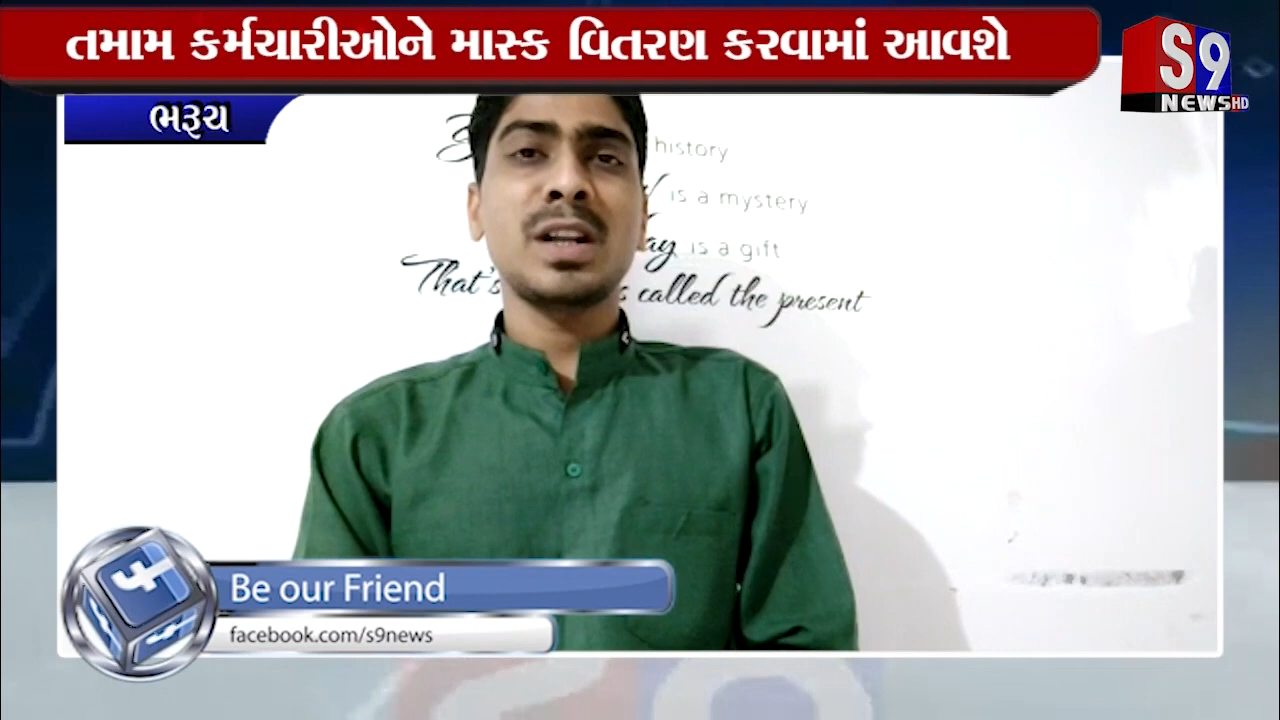 તમામ કર્મચારીઓને માસ્ક વિતરણ કરવામાં આવશે
S9
NEWS HD
ભરૂચ
history
is a mystery
is a gift
That's called the present
Be our Friend
facebook.com/s9news